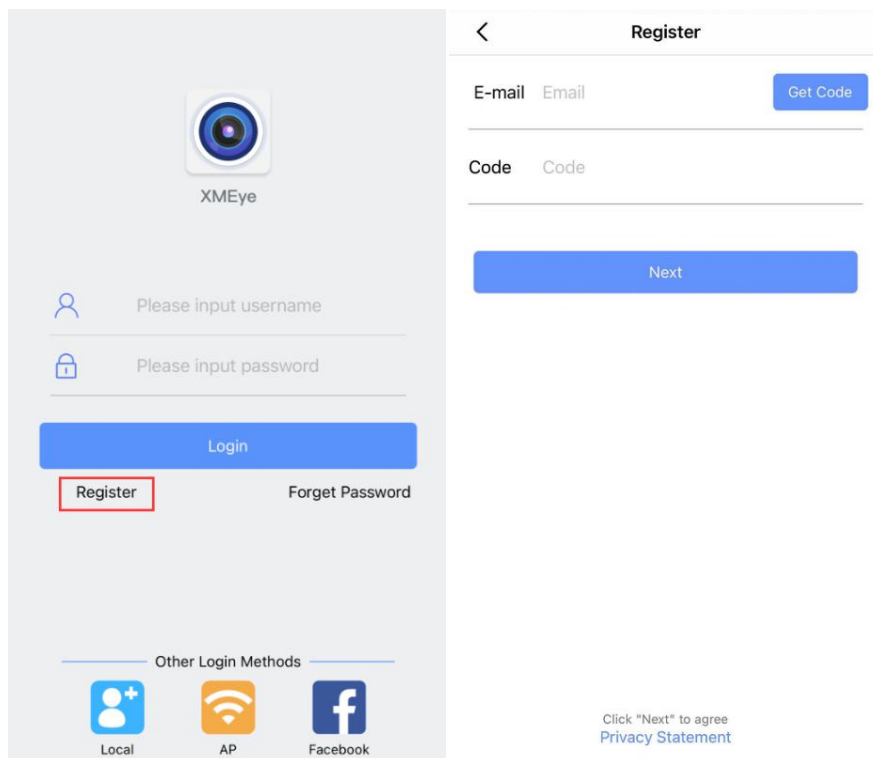 XMEye
Please input username
Please input password
Login
Register Forget Password
Other Login Methods
Local AP Facebook
Register
E-mail Email Get Code
Code Code
Next
Click "Next" to agree
Privacy Statement